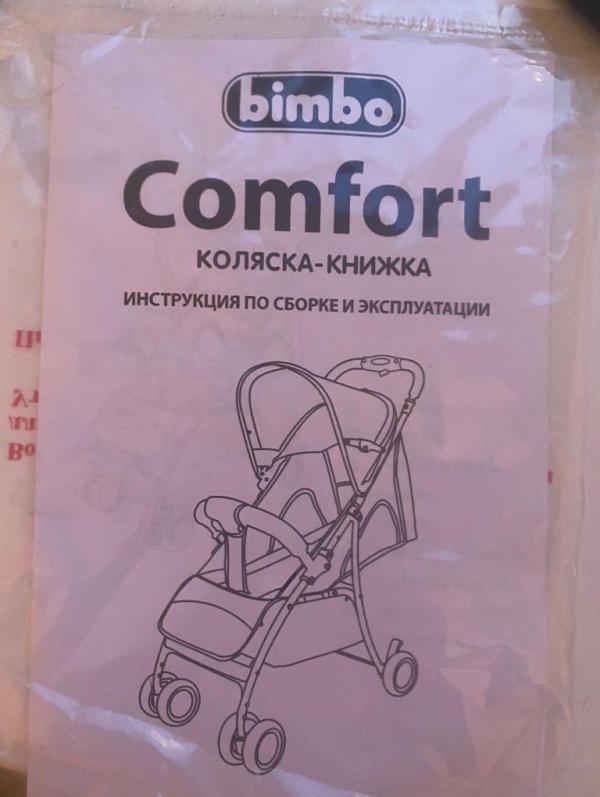 bimbo
Comfort
КОЛЯСКА-КНИЖКА
ИНСТРУКЦИЯ ПО СБОРКЕ И ЭКСПЛУАТАЦИИ